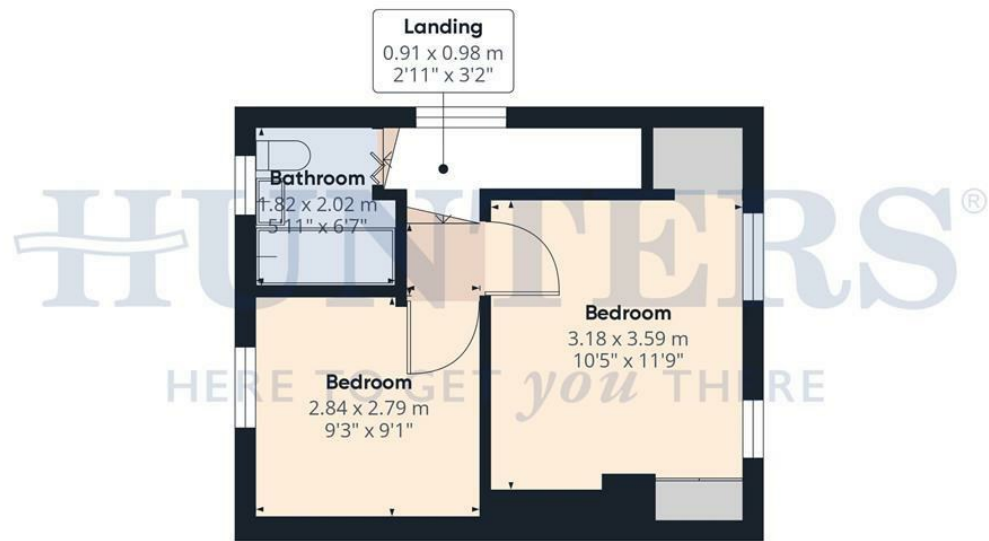 Landing
0.91 x 0.98 m
2'11" x 3'2"
Bathroom
1.82 x 2.02 m
5'11" x 6'7"
HUNTERS®
HERE TO GET you THERE
Bedroom
3.18 x 3.59 m
10'5" x 11'9"
Bedroom
2.84 x 2.79 m
9'3" x 9'1"